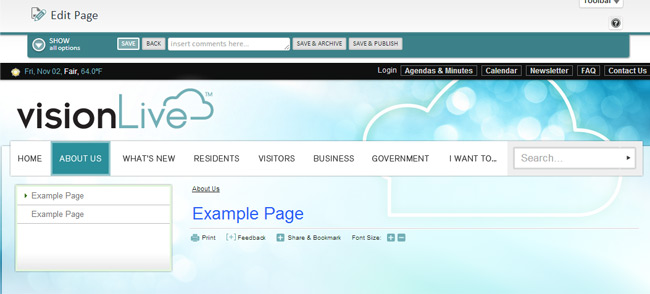 Toolbar
Edit Page
?
SHOW
all options
SAVE BACK insert comments here... SAVE & ARCHIVE SAVE & PUBLISH
Fri, Nov 02, Fair, 64.0°F Login Agendas & Minutes Calendar Newsletter FAQ Contact Us
visionLive™
HOME ABOUT US WHAT'S NEW RESIDENTS VISITORS BUSINESS GOVERNMENT I WANT TO... Search...
Example Page
Example Page
About Us
Example Page
Print [+] Feedback Share & Bookmark Font Size: + −